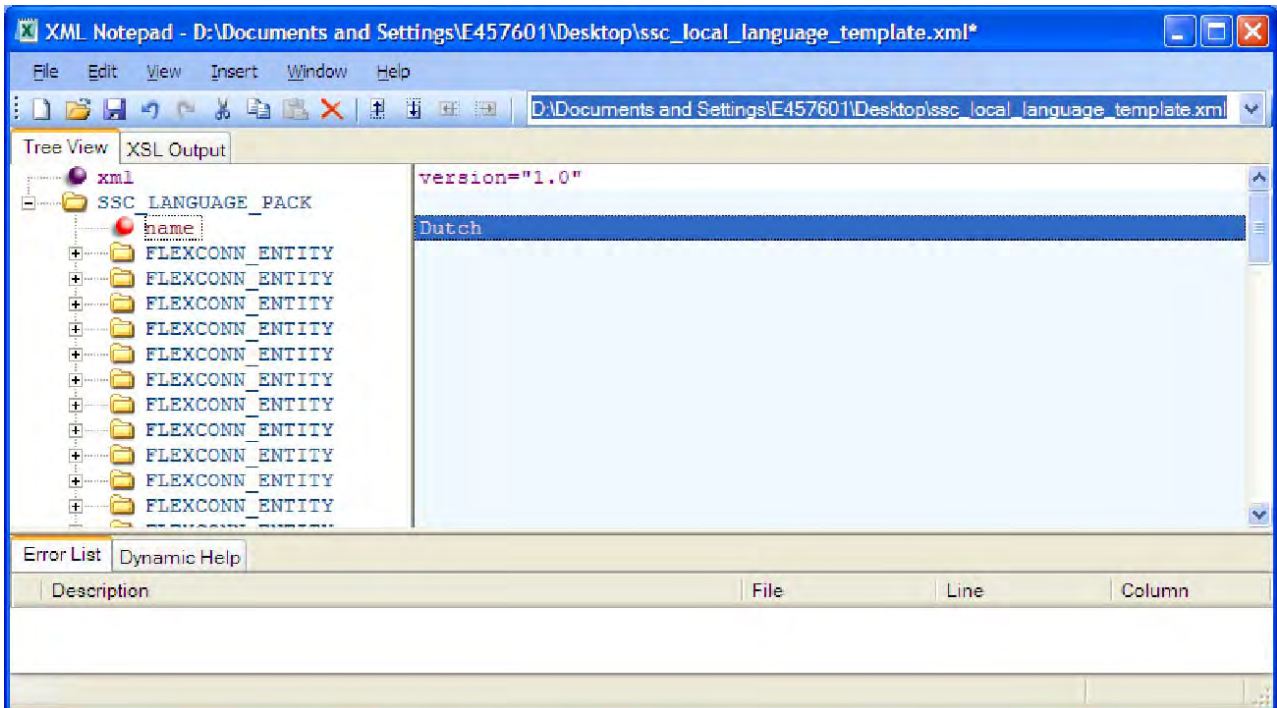 XML Notepad - D:\Documents and Settings\E457601\Desktop\ssc_local_language_template.xml*
File Edit View Insert Window Help
D:\Documents and Settings\E457601\Desktop\ssc_local_language_template.xml
Tree View XSL Output
xml version="1.0"
SSC_LANGUAGE_PACK
name Dutch
FLEXCONN_ENTITY
FLEXCONN_ENTITY
FLEXCONN_ENTITY
FLEXCONN_ENTITY
FLEXCONN_ENTITY
FLEXCONN_ENTITY
FLEXCONN_ENTITY
FLEXCONN_ENTITY
FLEXCONN_ENTITY
FLEXCONN_ENTITY
FLEXCONN_ENTITY
Error List Dynamic Help
Description File Line Column